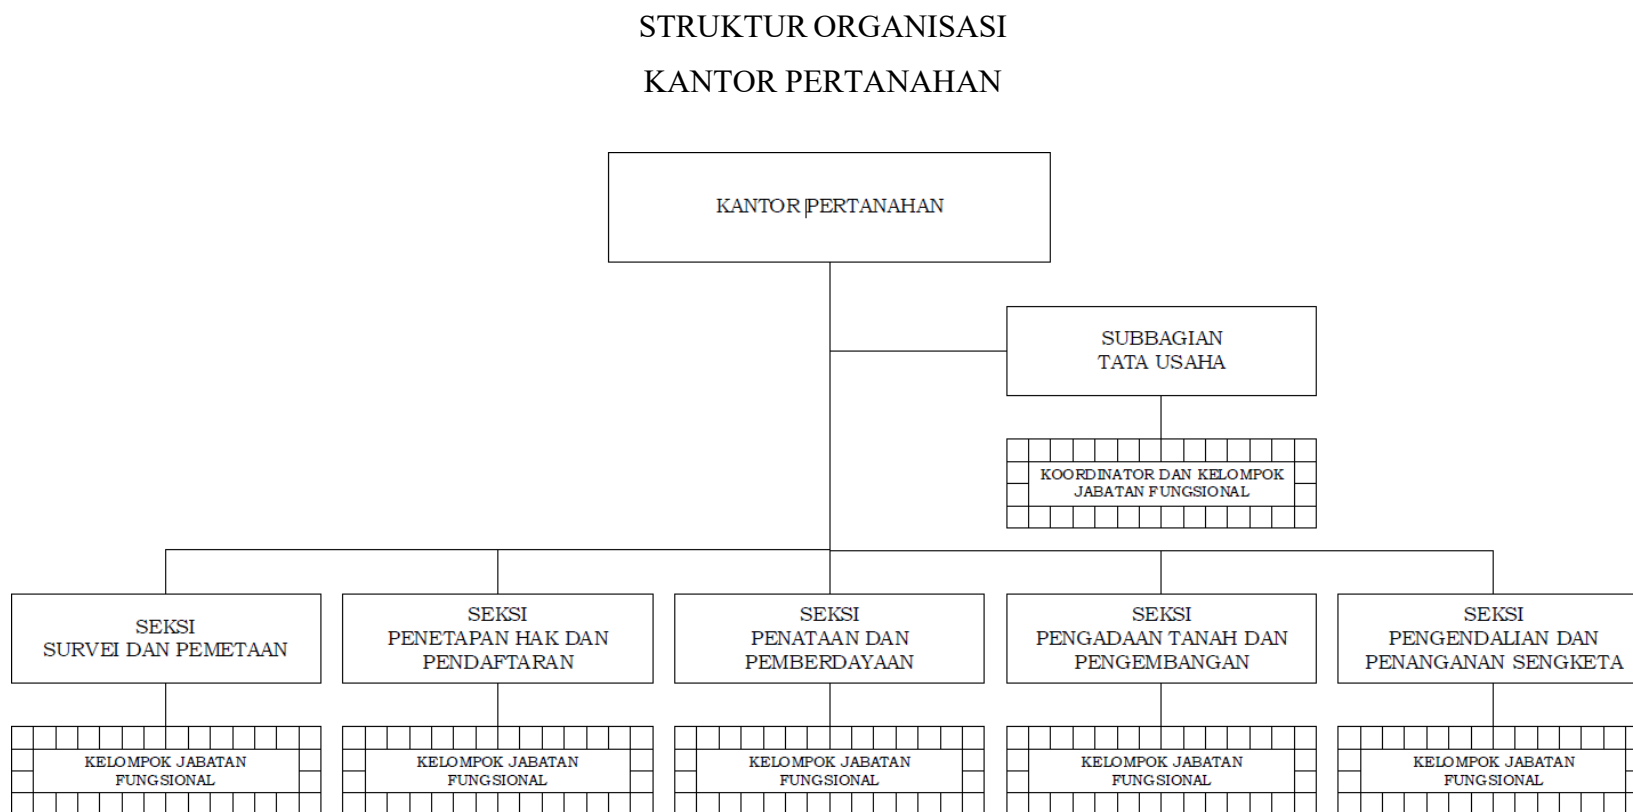 STRUKTUR ORGANISASI
KANTOR PERTANAHAN
KANTOR PERTANAHAN
SUBBAGIAN
TATA USAHA
KOORDINATOR DAN KELOMPOK
JABATAN FUNGSIONAL
SEKSI
SURVEI DAN PEMETAAN
SEKSI
PENETAPAN HAK DAN
PENDAFTARAN
SEKSI
PENATAAN DAN
PEMBERDAYAAN
SEKSI
PENGADAAN TANAH DAN
PENGEMBANGAN
SEKSI
PENGENDALIAN DAN
PENANGANAN SENGKETA
KELOMPOK JABATAN
FUNGSIONAL
KELOMPOK JABATAN
FUNGSIONAL
KELOMPOK JABATAN
FUNGSIONAL
KELOMPOK JABATAN
FUNGSIONAL
KELOMPOK JABATAN
FUNGSIONAL